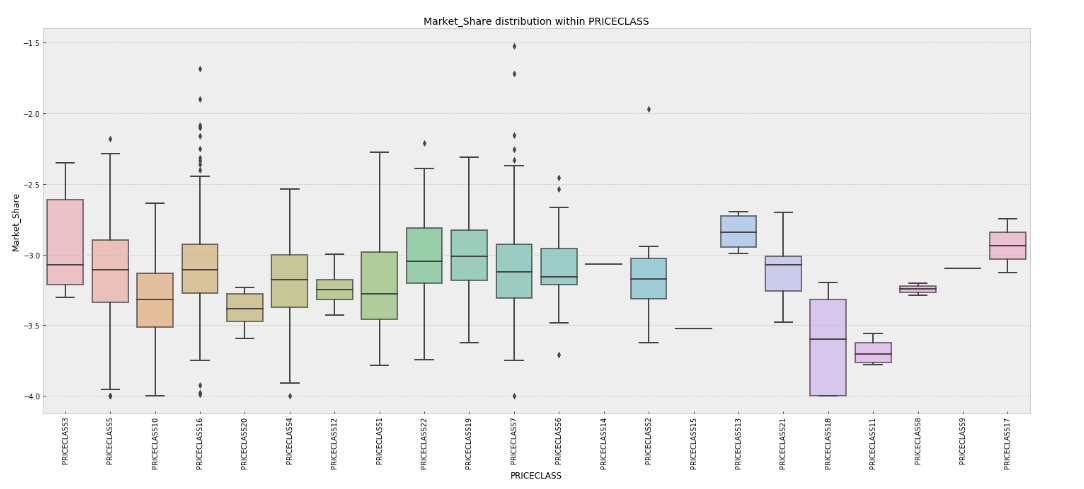 Market_Share distribution within PRICECLASS
Market_Share
−1.5
−2.0
−2.5
−3.0
−3.5
−4.0
PRICECLASS3
PRICECLASS5
PRICECLASS10
PRICECLASS16
PRICECLASS20
PRICECLASS4
PRICECLASS12
PRICECLASS1
PRICECLASS22
PRICECLASS19
PRICECLASS7
PRICECLASS6
PRICECLASS14
PRICECLASS2
PRICECLASS15
PRICECLASS13
PRICECLASS21
PRICECLASS18
PRICECLASS11
PRICECLASS8
PRICECLASS9
PRICECLASS17
PRICECLASS